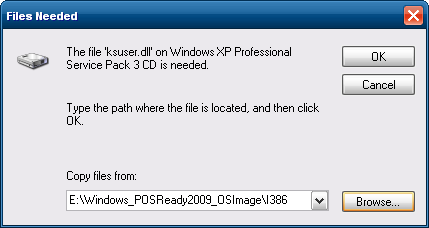 Files Needed
The file 'ksuser.dll' on Windows XP Professional
Service Pack 3 CD is needed.
OK
Cancel
Type the path where the file is located, and then click
OK.
Copy files from:
E:\Windows_POSReady2009_OSImage\I386
Browse...